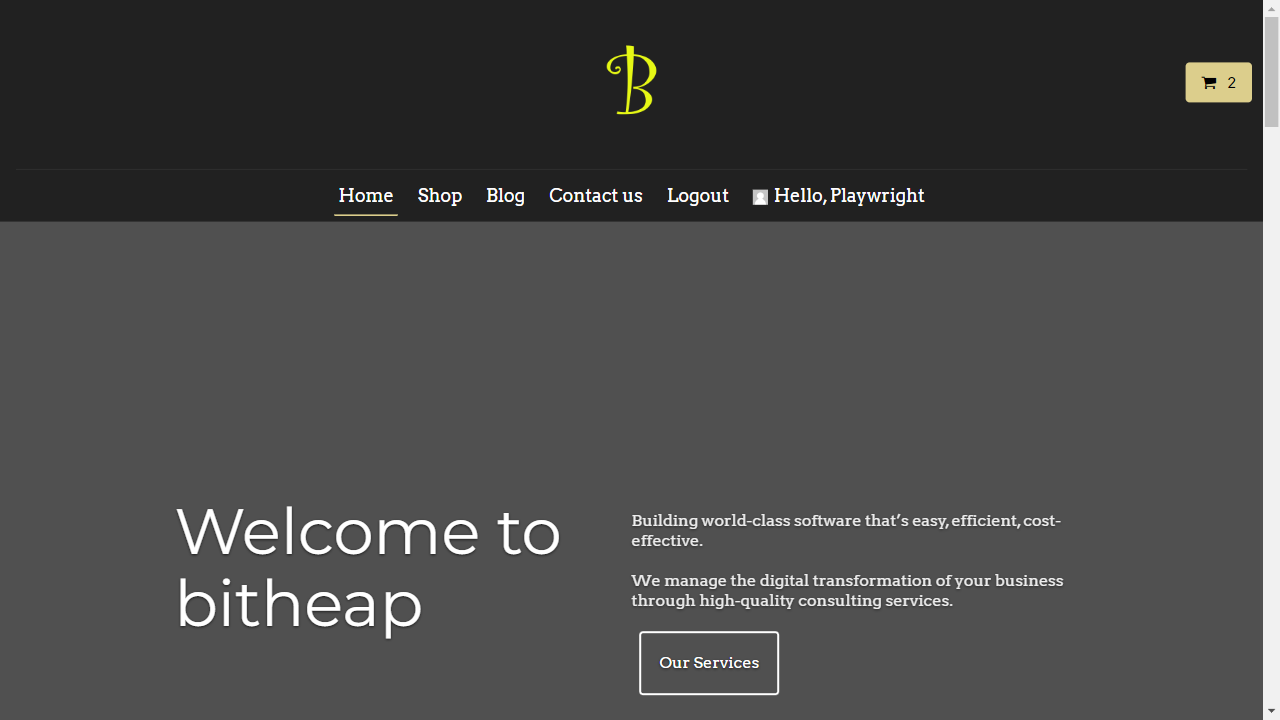 B
2
Home Shop Blog Contact us Logout Hello, Playwright
Welcome to
bitheap
Building world-class software that’s easy, efficient, cost-
effective.
We manage the digital transformation of your business
through high-quality consulting services.
Our Services